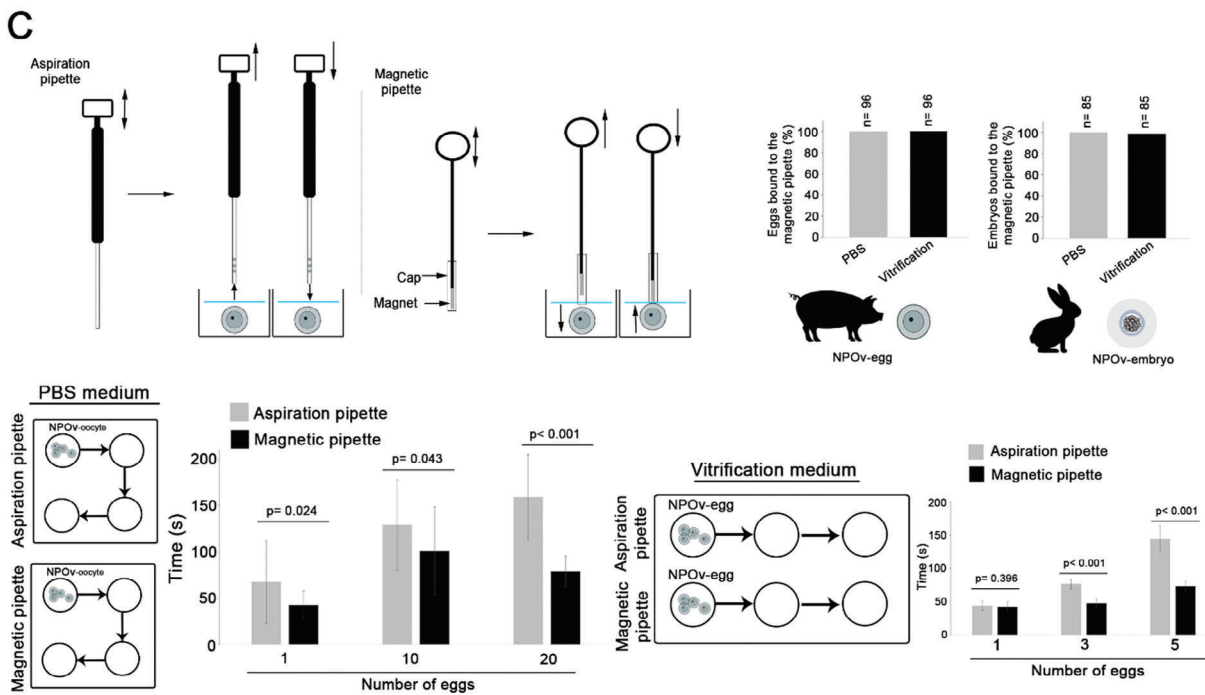 C
Aspiration
pipette
Magnetic
pipette
Cap
Magnet
Eggs bound to the
magnetic pipette (%)
100
80
60
40
20
0
n= 96
n= 96
PBS
Vitrification
NPOv-egg
Embryos bound to the
magnetic pipette (%)
100
80
60
40
20
0
n= 85
n= 85
PBS
Vitrification
NPOv-embryo
PBS medium
Aspiration pipette
NPOv-oocyte
Magnetic pipette
NPOv-oocyte
Aspiration pipette
Magnetic pipette
Time (s)
200
150
100
50
0
p= 0.024
p= 0.043
p< 0.001
1 10 20
Number of eggs
Vitrification medium
Aspiration
pipette
NPOv-egg
Magnetic
pipette
NPOv-egg
Aspiration pipette
Magnetic pipette
Time (s)
200
150
100
50
0
p= 0.396
p< 0.001
p< 0.001
1 3 5
Number of eggs